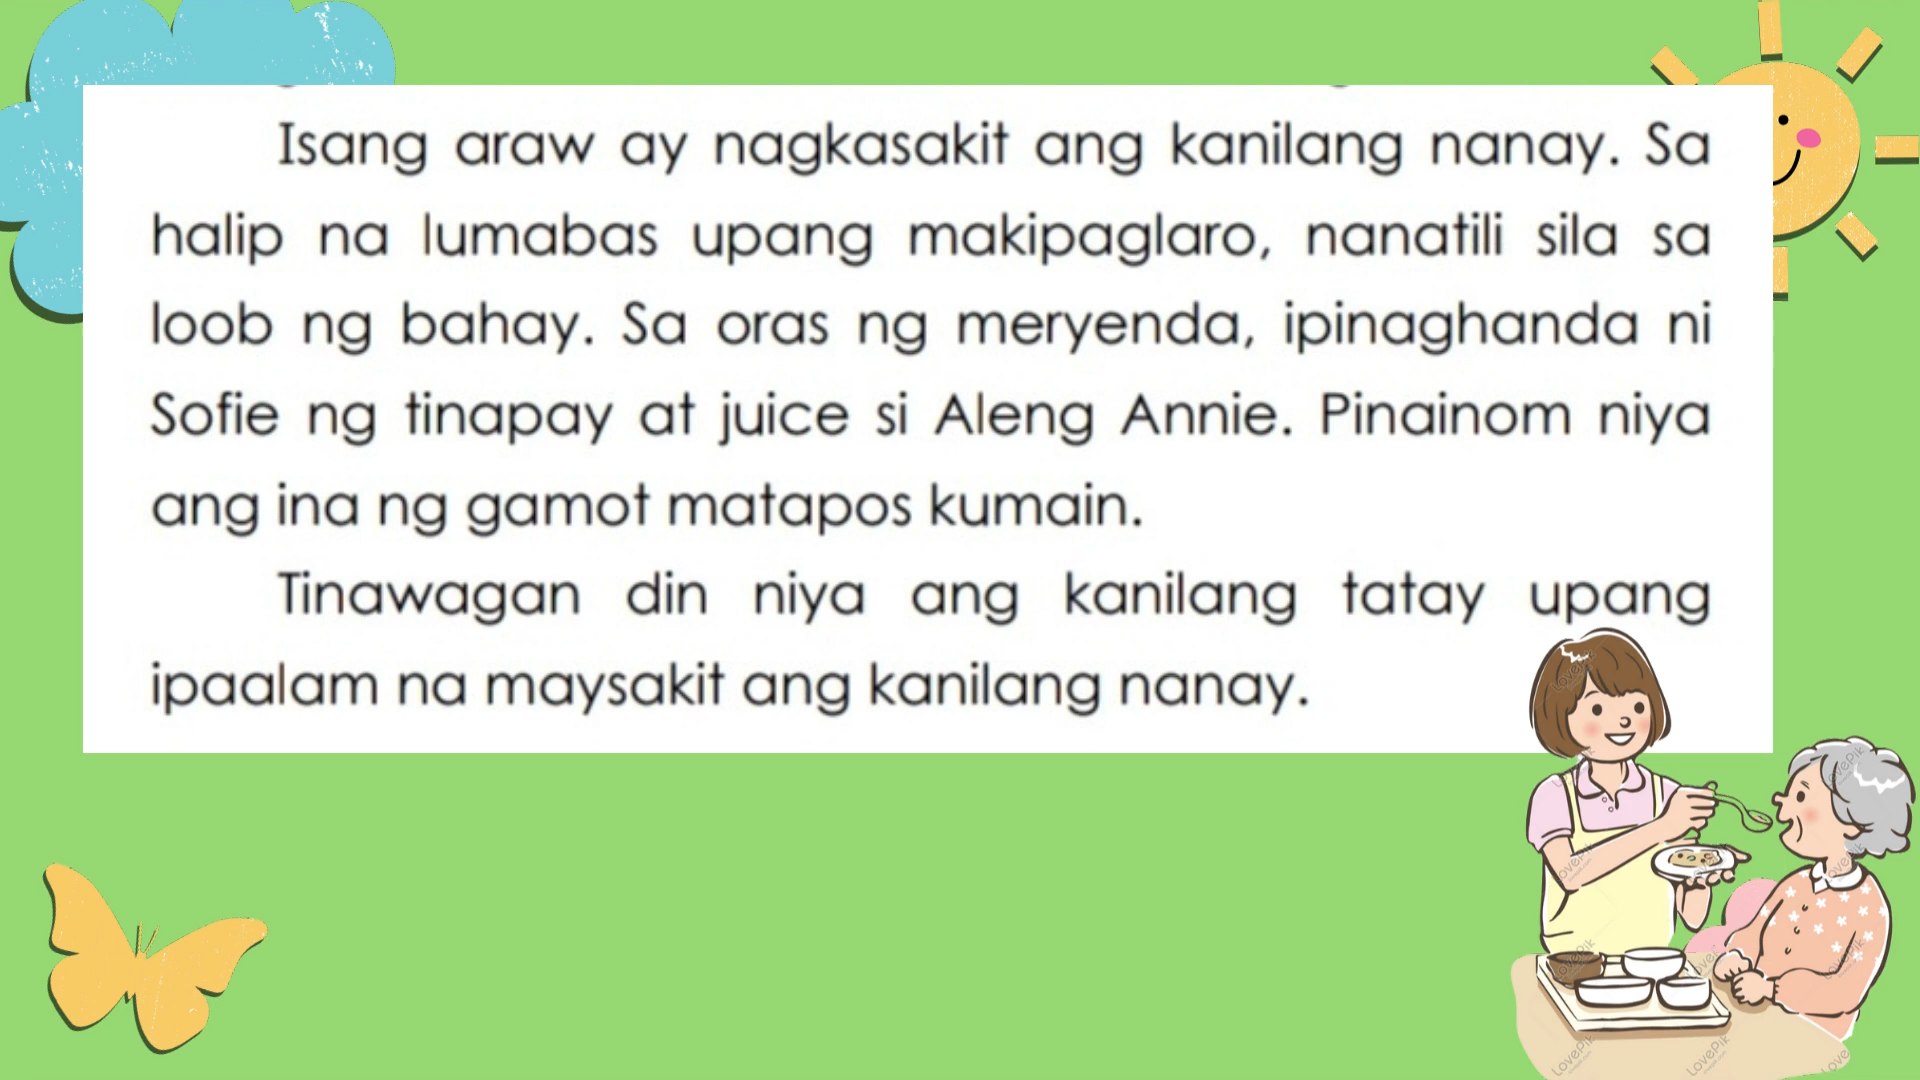 Isang araw ay nagkasakit ang kanilang nanay. Sa
halip na lumabas upang makipaglaro, nanatili sila sa
loob ng bahay. Sa oras ng meryenda, ipinaghanda ni
Sofie ng tinapay at juice si Aleng Annie. Pinainom niya
ang ina ng gamot matapos kumain.
Tinawagan din niya ang kanilang tatay upang
ipaalam na maysakit ang kanilang nanay.